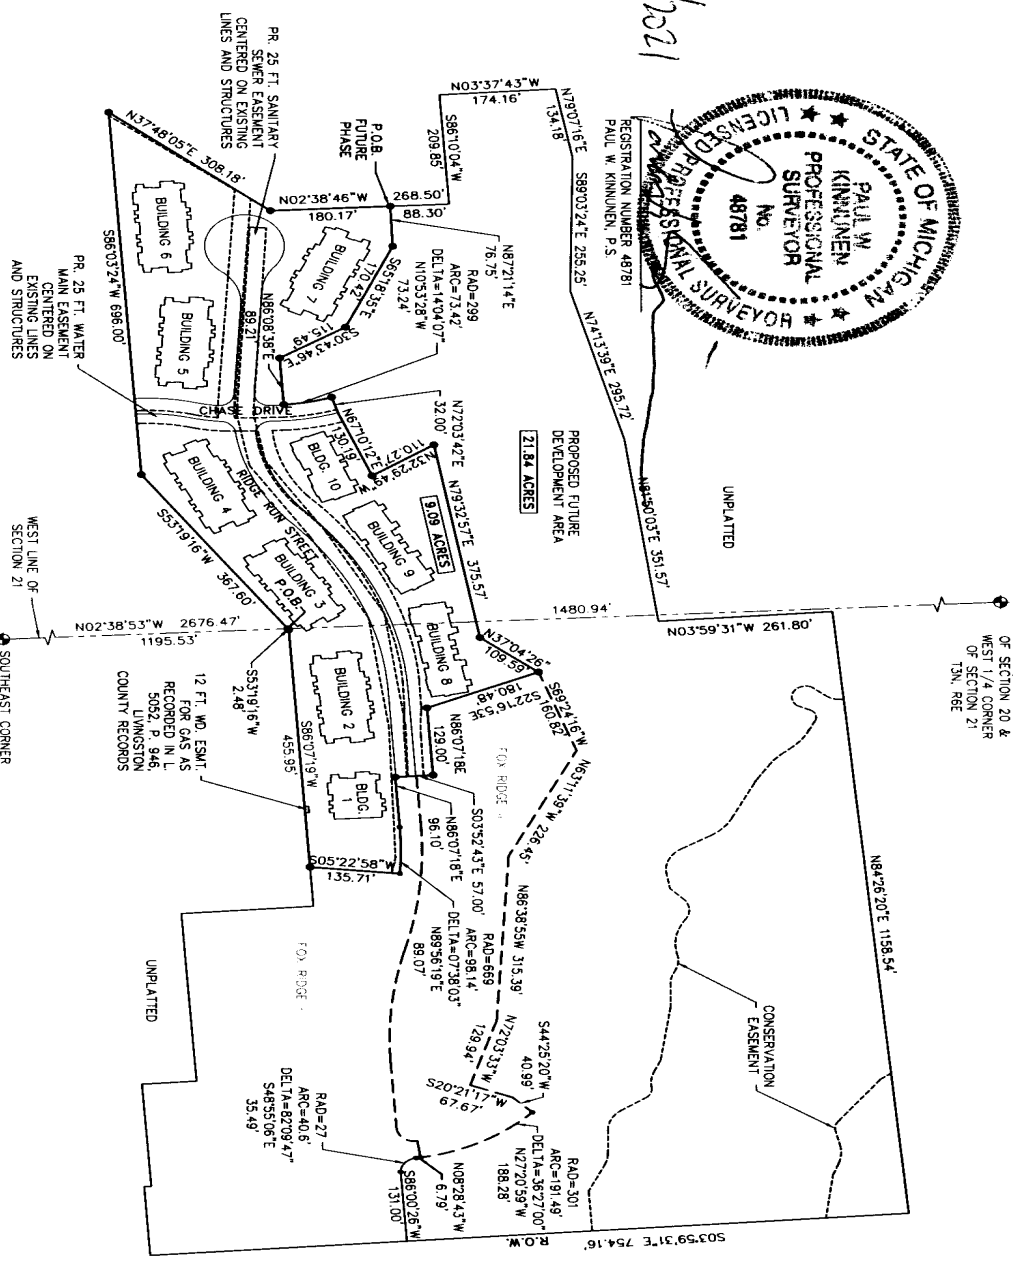 2021
STATE OF MICHIGAN
LICENSED PROFESSIONAL SURVEYOR
PAUL W.
KINNUNEN
PROFESSIONAL
SURVEYOR
No.
48781
REGISTRATION NUMBER 48781
PAUL W. KINNUNEN, P.S.
N03°37'43"W
174.16'
N79°07'16"E
134.18'
S86°10'04"W
209.85'
S89°03'24"E 255.25'
N74°13'39"E 295.72'
N81°50'03"E 351.57'
UNPLATTED
PROPOSED FUTURE
DEVELOPMENT AREA
21.84 ACRES
1480.94'
N03°59'31"W 261.80'
OF SECTION 20 &
WEST 1/4 CORNER
OF SECTION 21
T3N, R6E
N84°26'20"E 1158.54'
CONSERVATION
EASEMENT
S03°59'31"E 754.16'
R.O.W.
PR. 25 FT. SANITARY
SEWER EASEMENT
CENTERED ON EXISTING
LINES AND STRUCTURES
P.O.B.
FUTURE
PHASE
N02°38'46"W
180.17'
268.50'
88.30'
N87°21'14"E
76.75'
RAD=299
ARC=73.42'
DELTA=14°04'07"
N10°53'28"W
73.24'
S65°18'35"E
170.42'
S30°43'46"E
115.49'
N86°08'38"E
89.21'
N72°03'42"E
32.00'
N67°10'12"E
130.19'
N32°29'49"W
110.27'
N79°32'57"E 375.57'
9.09 ACRES
N37°04'26"
109.59'
S22°16'53E
180.48'
S69°24'16"W
N63°11'39"W 226.45'
N86°38'55W 315.39'
N72°03'33"W
129.94'
S44°25'20"W
40.99'
S20°21'17"W
67.67'
RAD=301
ARC=191.49'
DELTA=36°27'00"
N27°20'59"W
188.28'
N08°28'43"W
6.79'
S86°00'26"W
131.00'
RAD=27
ARC=40.6'
DELTA=82°09'47"
S48°55'06"E
35.49'
N86°07'18E
129.00'
S03°52'43"E 57.00'
N86°07'18"E
96.10'
RAD=669
ARC=98.14'
DELTA=07°38'03"
N89°56'19"E
89.07'
FOX RIDGE
FOX RIDGE
N37°48'05"E 308.18'
S86°03'24"W 696.00'
BUILDING 6
BUILDING 5
BUILDING 7
CHASE DRIVE
BLDG. 10
BUILDING 4
RIDGE RUN STREET
BUILDING 3
P.O.B.
BUILDING 9
BUILDING 8
BUILDING 2
BLDG.
1
PR. 25 FT. WATER
MAIN EASEMENT
CENTERED ON
EXISTING LINES
AND STRUCTURES
S53°19'16"W 367.60'
WEST LINE OF
SECTION 21
N02°38'53"W 2676.47'
1195.53'
S53°19'16"W
2.48'
S86°07'19"W
455.95'
S05°22'58"W
135.71'
12 FT. WD. ESMT.
FOR GAS AS
RECORDED IN L.
5052, P. 946,
LIVINGSTON
COUNTY RECORDS
SOUTHEAST CORNER
UNPLATTED